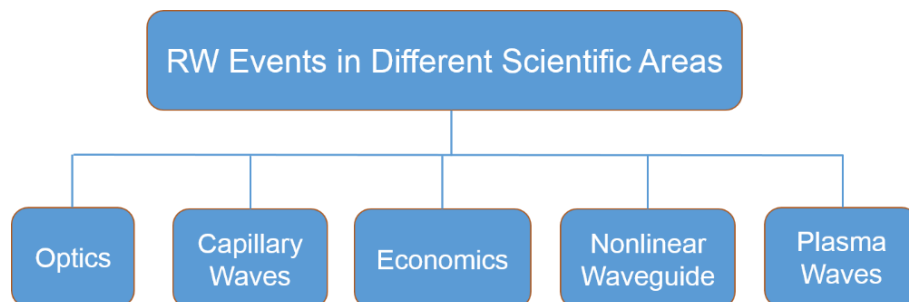 RW Events in Different Scientific Areas
Optics
Capillary
Waves
Economics
Nonlinear
Waveguide
Plasma
Waves